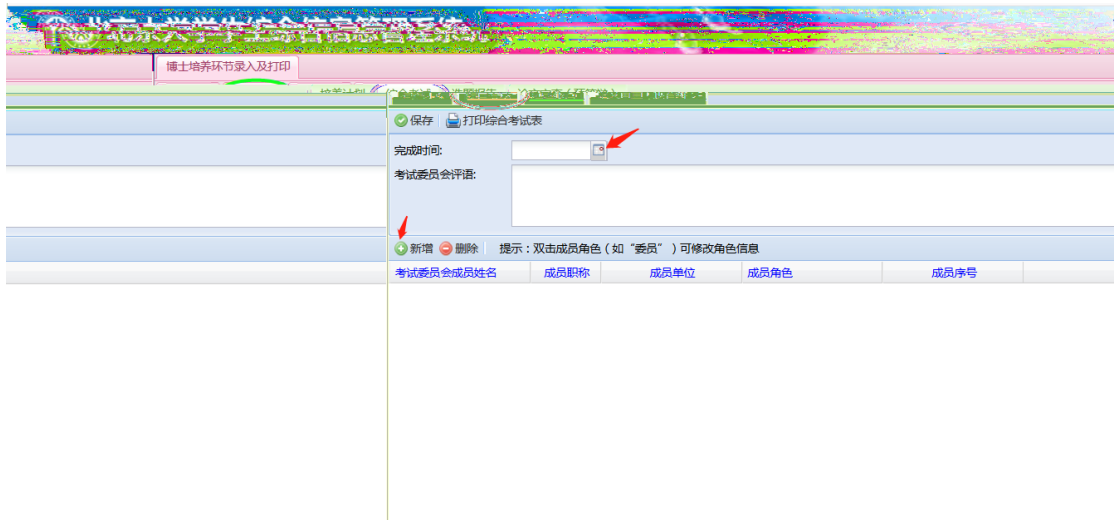 博士培养环节录入及打印
保存 打印综合考试表
完成时间:
考试委员会评语:
新增 删除 提示：双击成员角色（如“委员”）可修改角色信息
考试委员会成员姓名 成员职称 成员单位 成员角色 成员序号